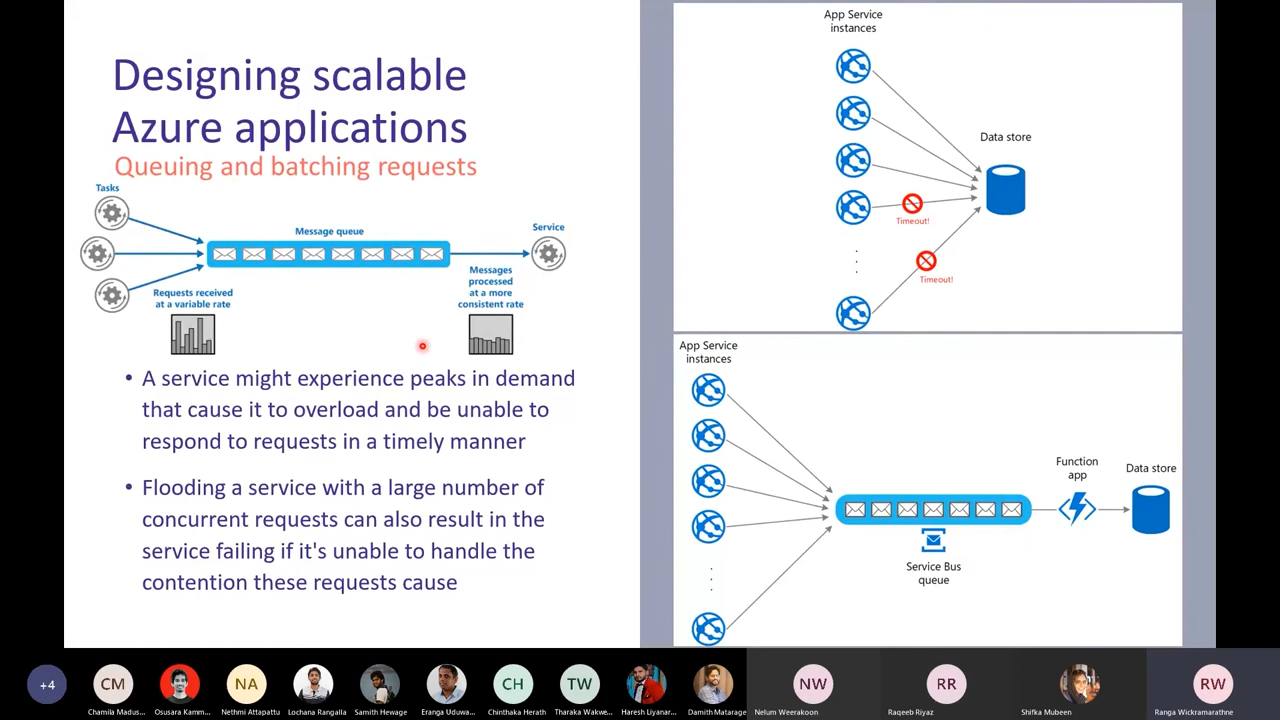 Designing scalable
Azure applications
Queuing and batching requests
Tasks
Message queue
Service
Requests received
at a variable rate
Messages
processed
at a more
consistent rate
• A service might experience peaks in demand
that cause it to overload and be unable to
respond to requests in a timely manner
• Flooding a service with a large number of
concurrent requests can also result in the
service failing if it's unable to handle the
contention these requests cause
App Service
instances
Data store
Timeout!
Timeout!
App Service
instances
Function
app
Data store
Service Bus
queue
+4
CM
NA
CH
TW
NW
RR
RW
Chamila Madus...
Osusara Kamm...
Nethmi Attapattu
Lochana Rangalla
Samith Hewage
Eranga Uduwa...
Chinthaka Herath
Tharaka Wakwe...
Haresh Liyanar...
Damith Matarage
Nelum Weerakoon
Raqeeb Riyaz
Shifka Mubeen
Ranga Wickramarathne